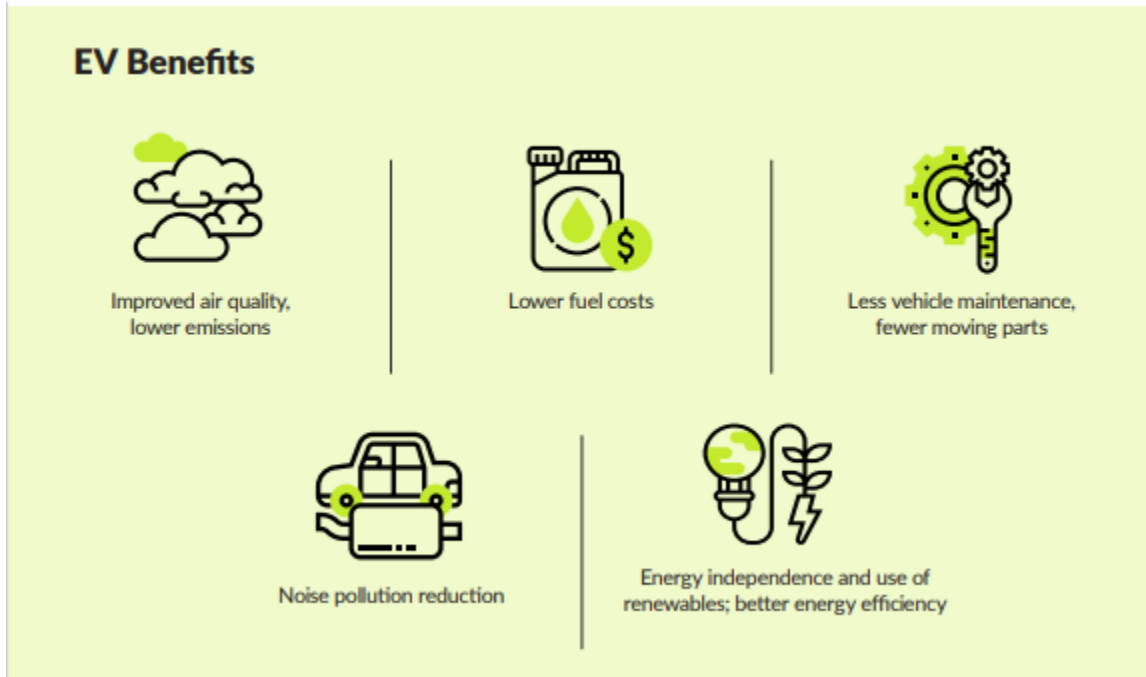 EV Benefits
$
Improved air quality,
lower emissions
Lower fuel costs
Less vehicle maintenance,
fewer moving parts
Noise pollution reduction
Energy independence and use of
renewables; better energy efficiency